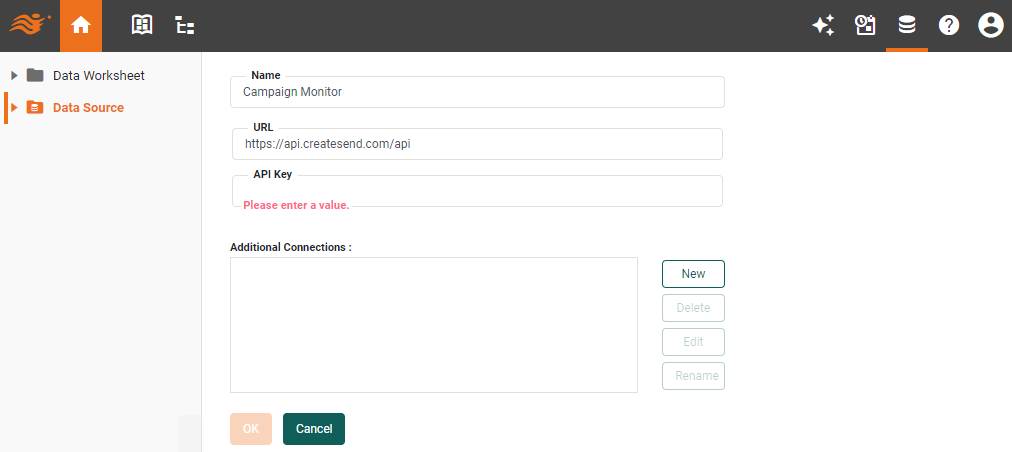 Data Worksheet
Data Source
Name
Campaign Monitor
URL
https://api.createsend.com/api
API Key
Please enter a value.
Additional Connections :
New
Delete
Edit
Rename
OK
Cancel